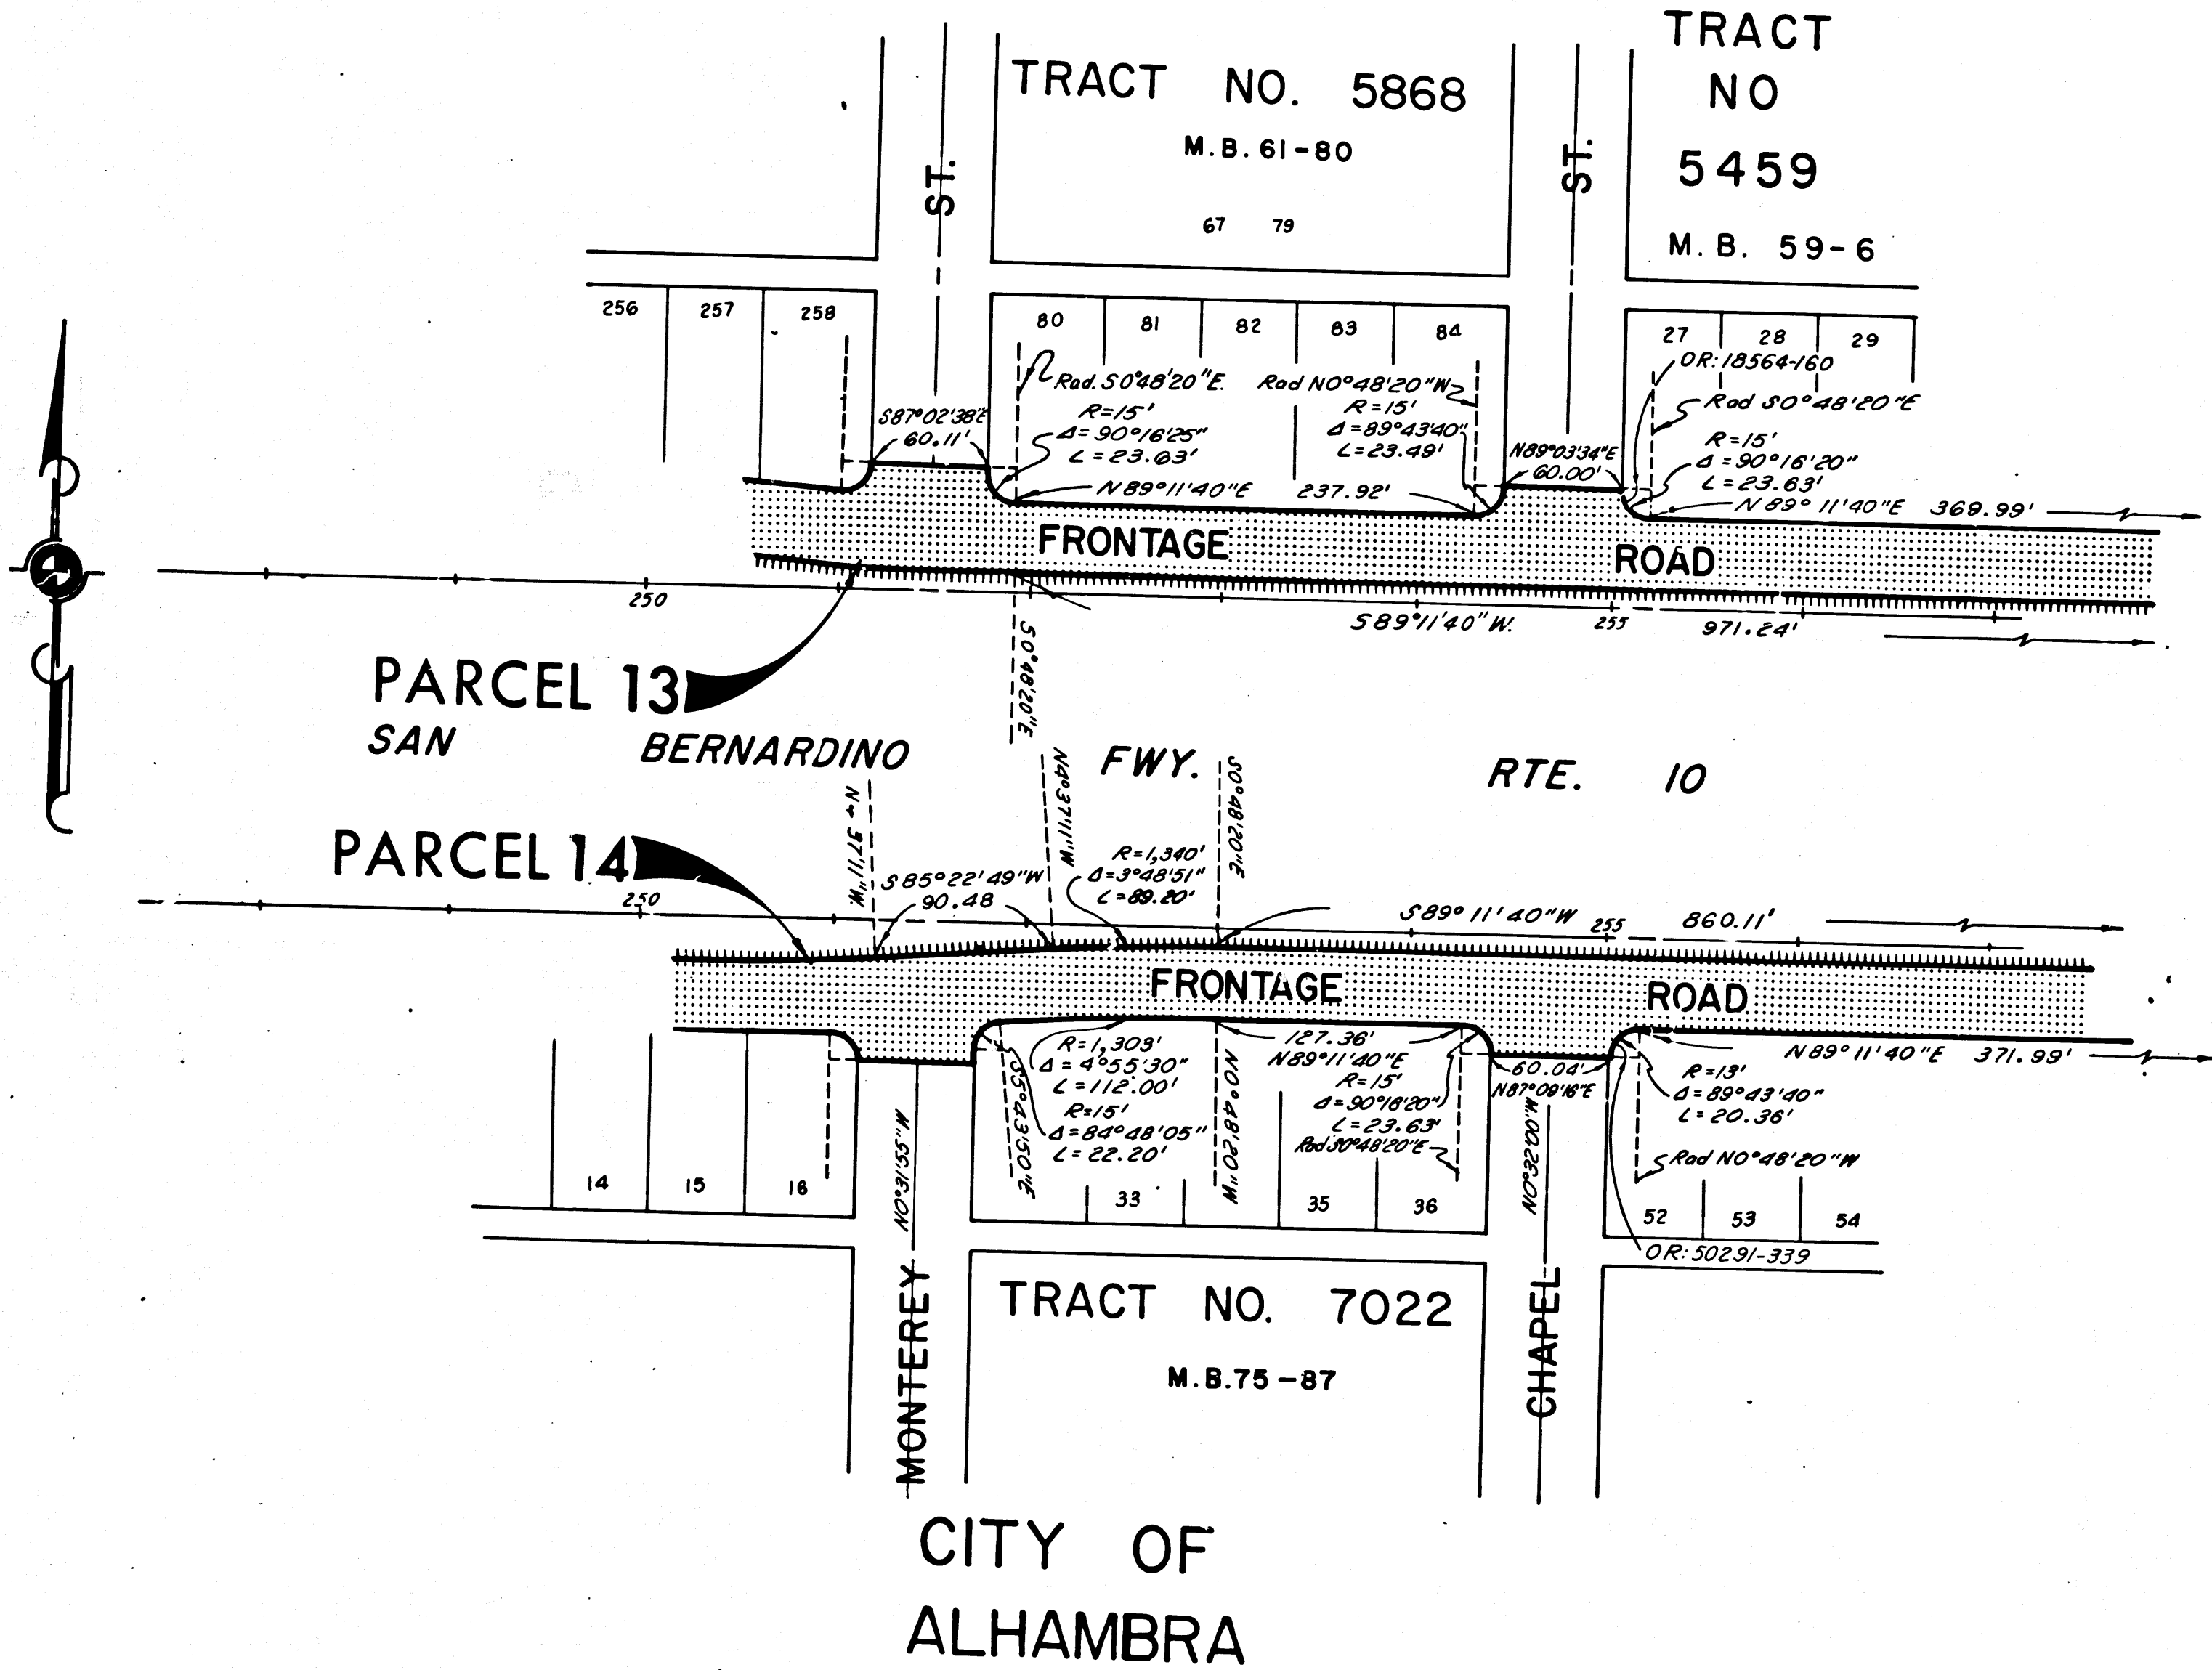 TRACT
NO
5459
M.B. 59-6
TRACT NO. 5868
M.B. 61-80
67 79
ST.
ST.
256 257 258
80 81 82 83 84
27 28 29
OR: 18564-160
Rad. S0°48'20"E.
Rad N0°48'20"W
Rad S0°48'20"E
S87°02'38"E
60.11'
R=15'
Δ=90°16'25"
L=23.63'
R=15'
Δ=89°43'40"
L=23.49'
N89°03'34"E
60.00'
R=15'
Δ=90°16'20"
L=23.63'
N89°11'40"E 237.92'
N89°11'40"E 369.99'
FRONTAGE ROAD
250
S89°11'40"W.
255
971.24'
S0°48'20"E
PARCEL 13
SAN BERNARDINO FWY. RTE. 10
N4°37'11"W.
N4°37'11"W
S0°48'20"E
PARCEL 14
S85°22'49"W
90.48
R=1,340'
Δ=3°48'51"
L=89.20'
250
S89°11'40"W
255
860.11'
FRONTAGE ROAD
R=1,303'
Δ=4°55'30"
L=112.00'
R=15'
Δ=84°48'05"
L=22.20'
S5°43'50"E
N0°48'20"W
127.36'
N89°11'40"E
R=15'
Δ=90°16'20"
L=23.63'
Rad S0°48'20"E
60.04'
N87°09'16"E
N89°11'40"E 371.99'
R=13'
Δ=89°43'40"
L=20.36'
Rad N0°48'20"W
N0°31'55"W
N0°32'00"W.
14 15 16
33 35 36
52 53 54
OR: 50291-339
MONTEREY
TRACT NO. 7022
M.B. 75-87
CHAPEL
CITY OF
ALHAMBRA